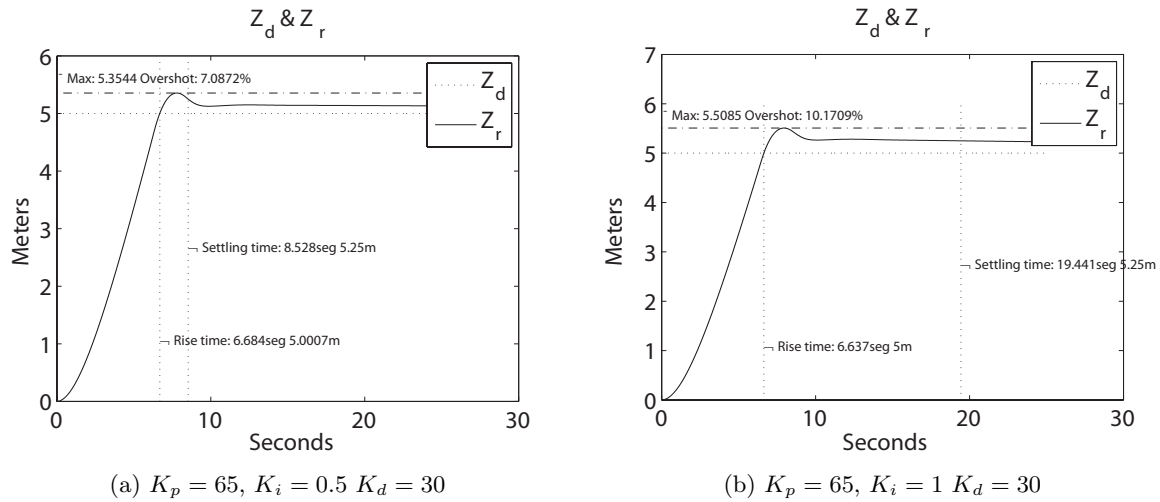 Z_d & Z_r
6
5
4
3
2
1
0
Meters
Max: 5.3544 Overshot: 7.0872%
Z_d
Z_r
Settling time: 8.528seg 5.25m
Rise time: 6.684seg 5.0007m
0 10 20 30
Seconds
(a) K_p = 65, K_i = 0.5 K_d = 30
Z_d & Z_r
7
6
5
4
3
2
1
0
Meters
Max: 5.5085 Overshot: 10.1709%
Z_d
Z_r
Settling time: 19.441seg 5.25m
Rise time: 6.637seg 5m
0 10 20 30
Seconds
(b) K_p = 65, K_i = 1 K_d = 30